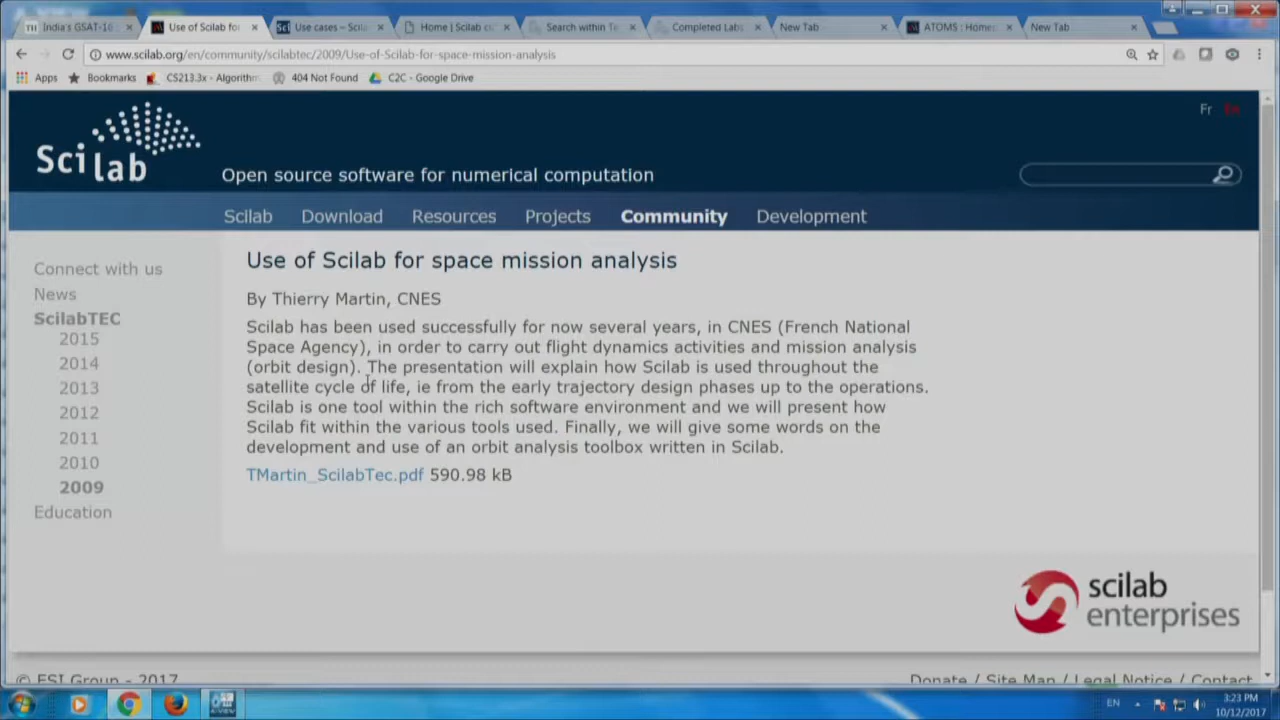 India's GSAT-16
Use of Scilab for
Use cases – Scilab
Home | Scilab
Search within
Completed Labs
New Tab
ATOMS : Home
New Tab
www.scilab.org/en/community/scilabtec/2009/Use-of-Scilab-for-space-mission-analysis
Apps
Bookmarks
CS213.3x - Algorithm
404 Not Found
C2C - Google Drive
Fr En
Scilab
Open source software for numerical computation
Scilab Download Resources Projects Community Development
Connect with us
News
ScilabTEC
2015
2014
2013
2012
2011
2010
2009
Education
Use of Scilab for space mission analysis
By Thierry Martin, CNES
Scilab has been used successfully for now several years, in CNES (French National
Space Agency), in order to carry out flight dynamics activities and mission analysis
(orbit design). The presentation will explain how Scilab is used throughout the
satellite cycle of life, ie from the early trajectory design phases up to the operations.
Scilab is one tool within the rich software environment and we will present how
Scilab fit within the various tools used. Finally, we will give some words on the
development and use of an orbit analysis toolbox written in Scilab.
TMartin_ScilabTec.pdf 590.98 kB
scilab
enterprises
© ESI Group - 2017
Donate / Site Map / Legal Notice / Contact
EN
3:23 PM
10/12/2017